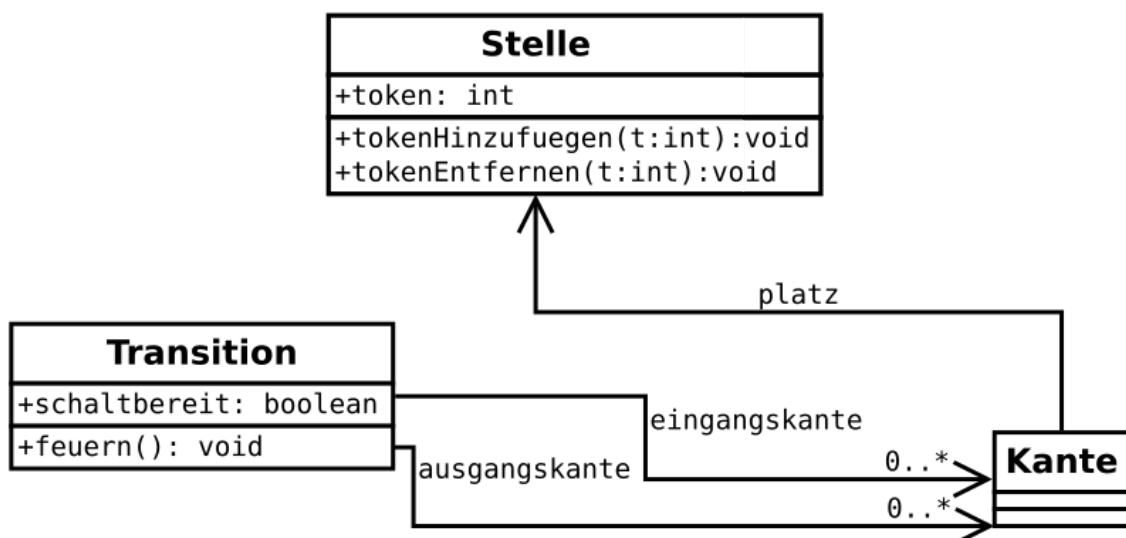 Stelle
+token: int
+tokenHinzufuegen(t:int):void
+tokenEntfernen(t:int):void
platz
Transition
+schaltbereit: boolean
+feuern(): void
eingangskante
ausgangskante
0..*
0..*
Kante